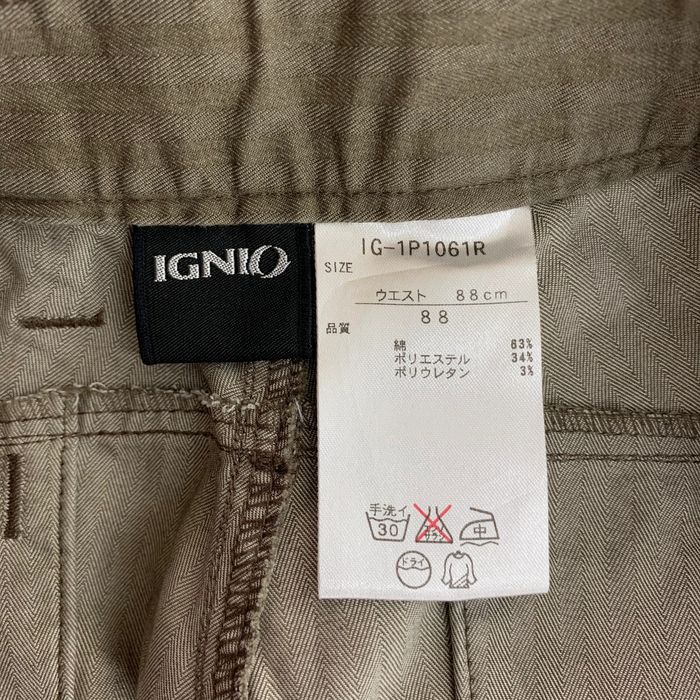 IGNIO
IG-1P1061R
SIZE
ウエスト 88cm
88
品質
綿 63%
ポリエステル 34%
ポリウレタン 3%
手洗イ
30
中
ドライ